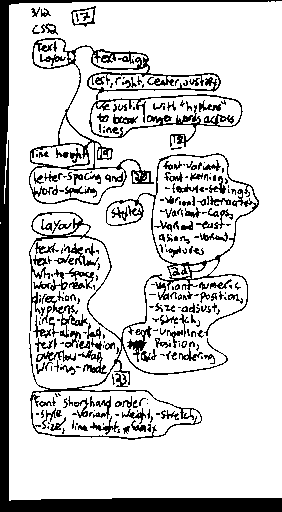 3/12
17
CSS2
Text
Layout
text-align
left, right, center, justify
use justify with "hyphens"
to break longer words across
lines
18
line height
19
letter-spacing and
word-spacing
20
styles
font-variant,
font-kerning,
-feature-settings,
-variant-alternates,
-variant-caps,
-variant-east
asian, -variant-
ligatures
22
-variant-numeric
-variant-position,
-size-adjust,
-stretch,
text-underline
position,
text-rendering
Layout
text-indent,
text-overflow,
white-space,
word-break,
direction,
hyphens,
line-break,
text-align-last,
text-orientation,
overflow-wrap,
writing-mode
23
"font" shorthand order:
-style, -variant, -weight, -stretch,
-size, line-height,